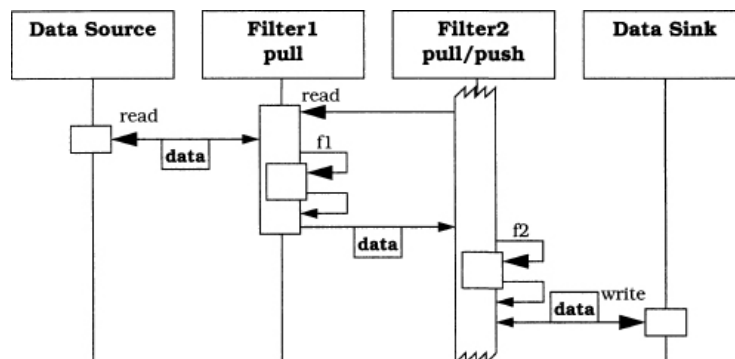 Data Source
Filter1
pull
Filter2
pull/push
Data Sink
read
read
data
f1
data
f2
data
write